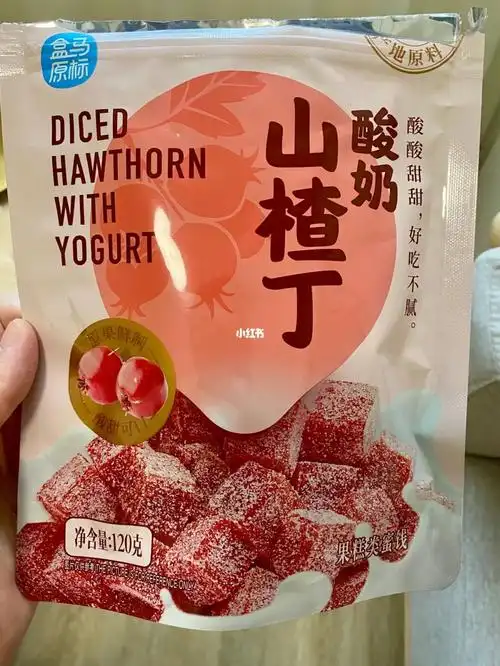 盒马
原标
地原料
DICED
HAWTHORN
WITH
YOGURT
酸奶
山楂丁
酸酸甜甜，好吃不腻。
小红书
净含量:120克
果糕类蜜饯